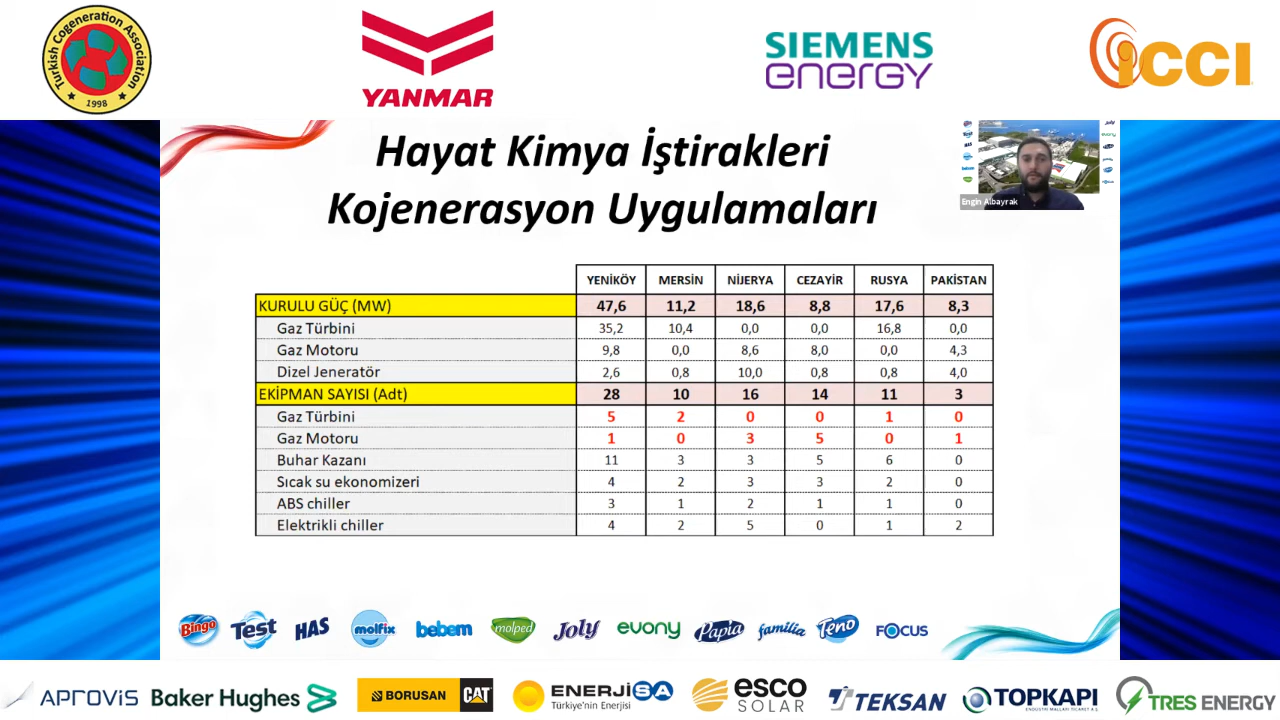 Turkish Cogeneration Association
1998
YANMAR
SIEMENS
energy
iCCI
Hayat Kimya İştirakleri
Kojenerasyon Uygulamaları
Engin Albayrak
YENİKÖY MERSİN NİJERYA CEZAYİR RUSYA PAKİSTAN
KURULU GÜÇ (MW) 47,6 11,2 18,6 8,8 17,6 8,3
Gaz Türbini 35,2 10,4 0,0 0,0 16,8 0,0
Gaz Motoru 9,8 0,0 8,6 8,0 0,0 4,3
Dizel Jeneratör 2,6 0,8 10,0 0,8 0,8 4,0
EKİPMAN SAYISI (Adt) 28 10 16 14 11 3
Gaz Türbini 5 2 0 0 1 0
Gaz Motoru 1 0 3 5 0 1
Buhar Kazanı 11 3 3 5 6 0
Sıcak su ekonomizeri 4 2 3 3 2 0
ABS chiller 3 1 2 1 1 0
Elektrikli chiller 4 2 5 0 1 2
Bingo Test HAS molfix bebem molped Joly evony Papia familia Teno FOCUS
APROVIS Baker Hughes BORUSAN CAT ENERJİSA esco TEKSAN TOPKAPI TRES ENERGY
Türkiye'nin Enerjisi SOLAR ENDÜSTRİ MALLARI TİCARET A.Ş.